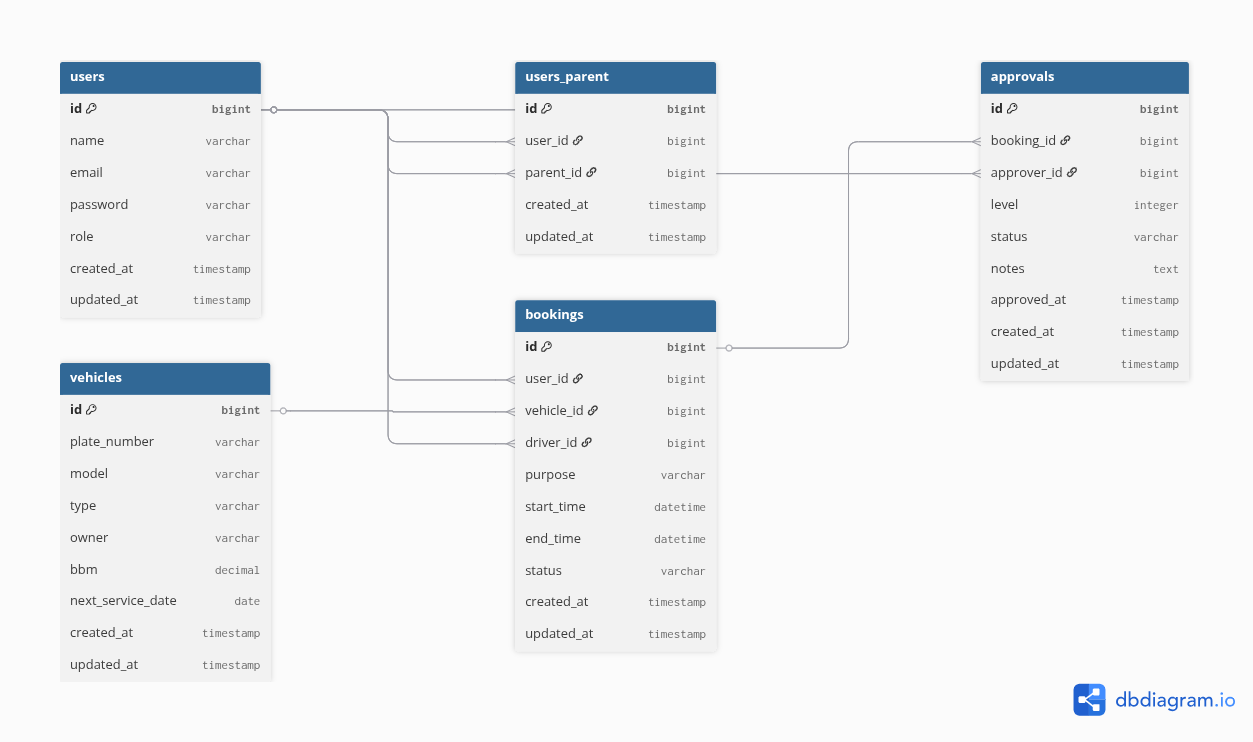 users
id bigint
name varchar
email varchar
password varchar
role varchar
created_at timestamp
updated_at timestamp
vehicles
id bigint
plate_number varchar
model varchar
type varchar
owner varchar
bbm decimal
next_service_date date
created_at timestamp
updated_at timestamp
users_parent
id bigint
user_id bigint
parent_id bigint
created_at timestamp
updated_at timestamp
bookings
id bigint
user_id bigint
vehicle_id bigint
driver_id bigint
purpose varchar
start_time datetime
end_time datetime
status varchar
created_at timestamp
updated_at timestamp
approvals
id bigint
booking_id bigint
approver_id bigint
level integer
status varchar
notes text
approved_at timestamp
created_at timestamp
updated_at timestamp
dbdiagram.io